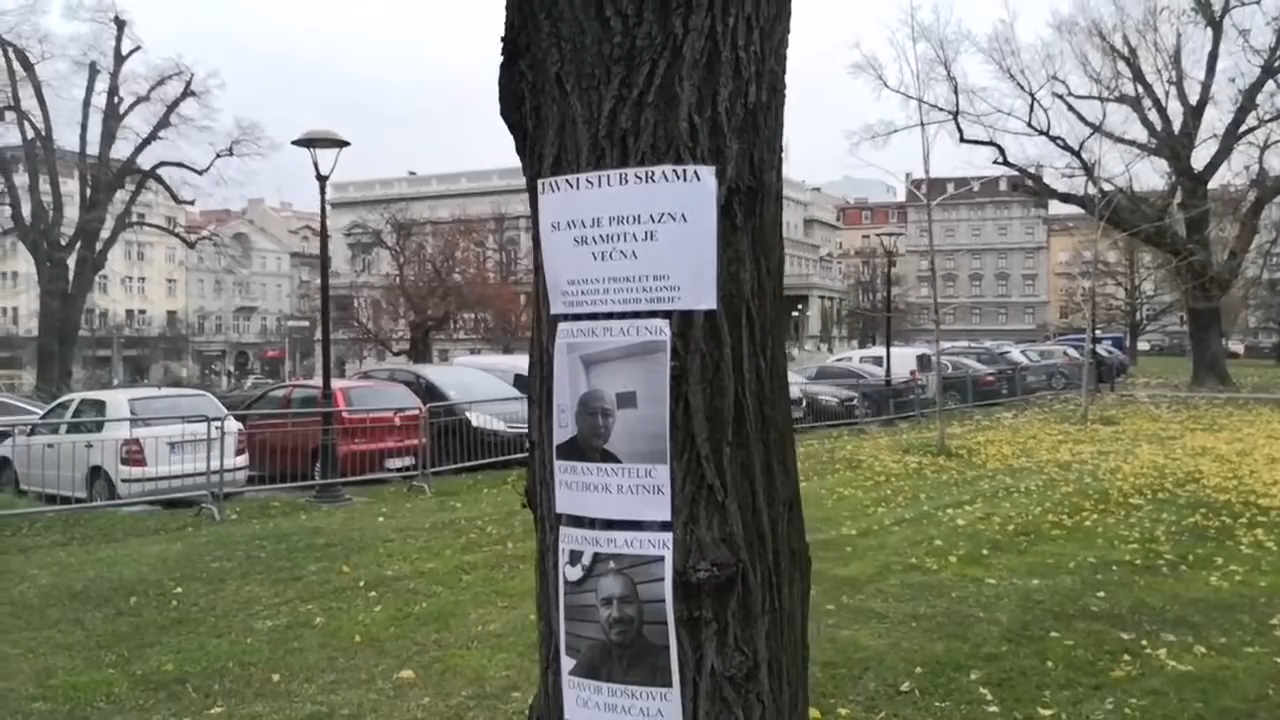 JAVNI STUB SRAMA
SLAVA JE PROLAZNA
SRAMOTA JE
VEČNA
SRAMAN I PROKLET BIO
ONAJ KOJI JE OVO UKLONIO
"UJEDINJENI NAROD SRBIJE"
IZDAJNIK/PLAĆENIK
GORAN PANTELIĆ
FACEBOOK RATNIK
IZDAJNIK/PLAĆENIK
DAVOR BOŠKOVIĆ
ČIČA BRAČALA